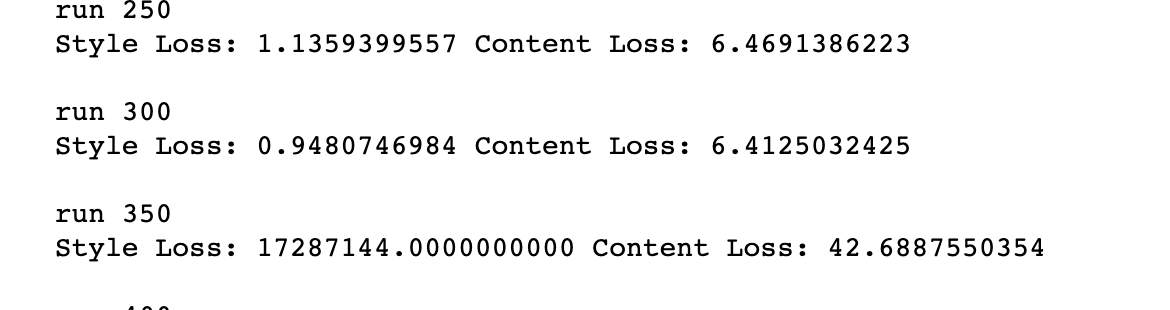 run 250
Style Loss: 1.1359399557 Content Loss: 6.4691386223
run 300
Style Loss: 0.9480746984 Content Loss: 6.4125032425
run 350
Style Loss: 17287144.0000000000 Content Loss: 42.6887550354